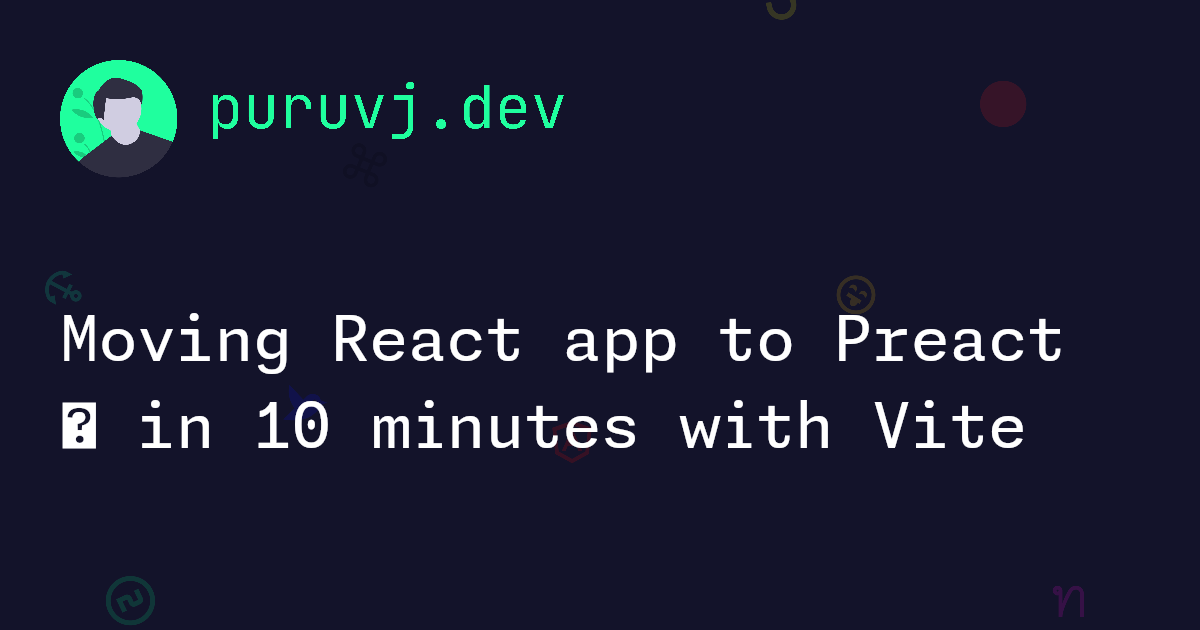 puruvj.dev
Moving React app to Preact
� in 10 minutes with Vite